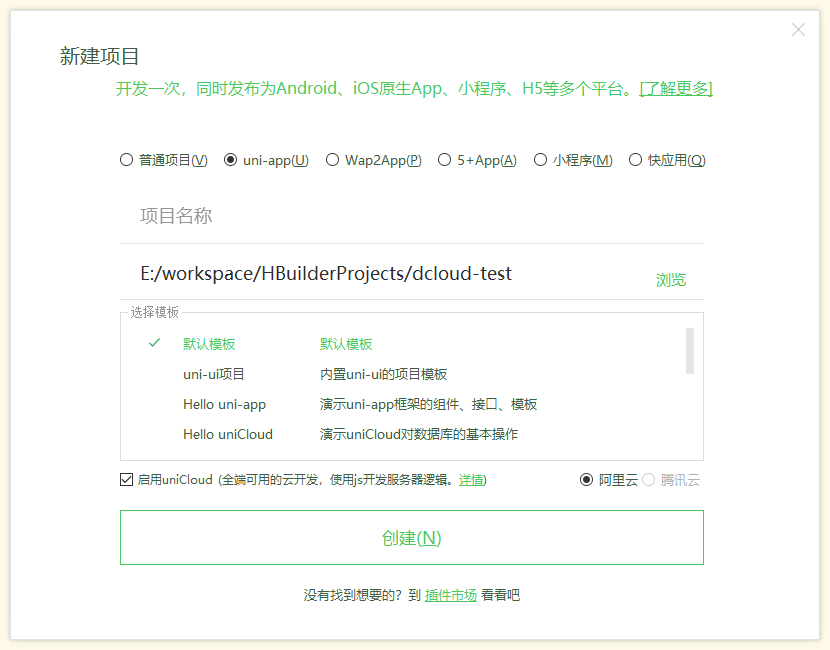 新建项目
开发一次，同时发布为Android、iOS原生App、小程序、H5等多个平台。[了解更多]
普通项目(V) uni-app(U) Wap2App(P) 5+App(A) 小程序(M) 快应用(Q)
项目名称
E:/workspace/HBuilderProjects/dcloud-test 浏览
选择模板
默认模板 默认模板
uni-ui项目 内置uni-ui的项目模板
Hello uni-app 演示uni-app框架的组件、接口、模板
Hello uniCloud 演示uniCloud对数据库的基本操作
启用uniCloud (全端可用的云开发，使用js开发服务器逻辑。详情) 阿里云 腾讯云
创建(N)
没有找到想要的？到 插件市场 看看吧